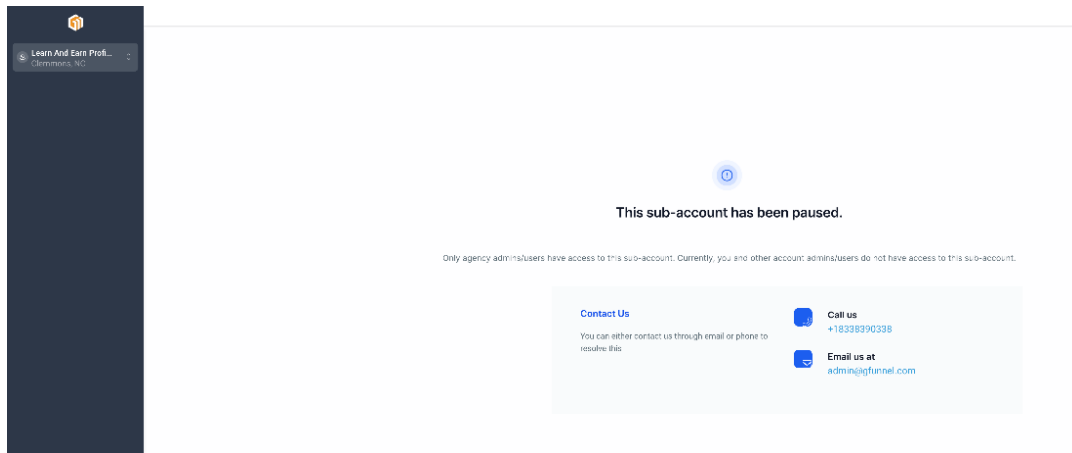 S
Learn And Earn Profi...
Clemmons, NC
This sub-account has been paused.
Only agency admins/users have access to this sub-account. Currently, you and other account admins/users do not have access to this sub-account.
Contact Us
You can either contact us through email or phone to
resolve this
Call us
+18338390338
Email us at
admin@gfunnel.com